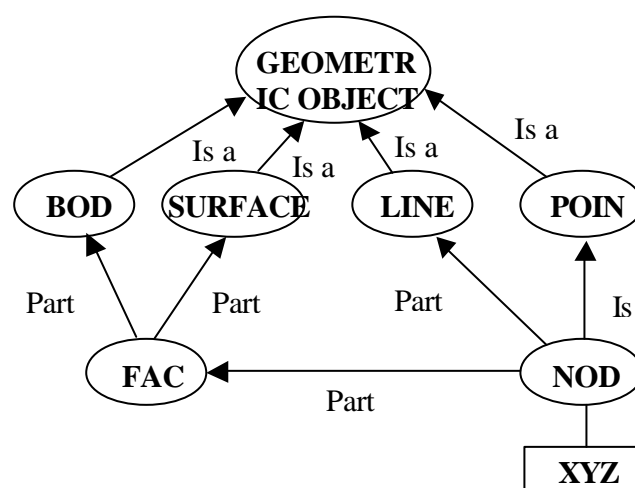 GEOMETR
IC OBJECT
Is a
Is a
Is a
Is a
BOD
SURFACE
LINE
POIN
Part
Part
Part
Is
FAC
NOD
Part
XYZ